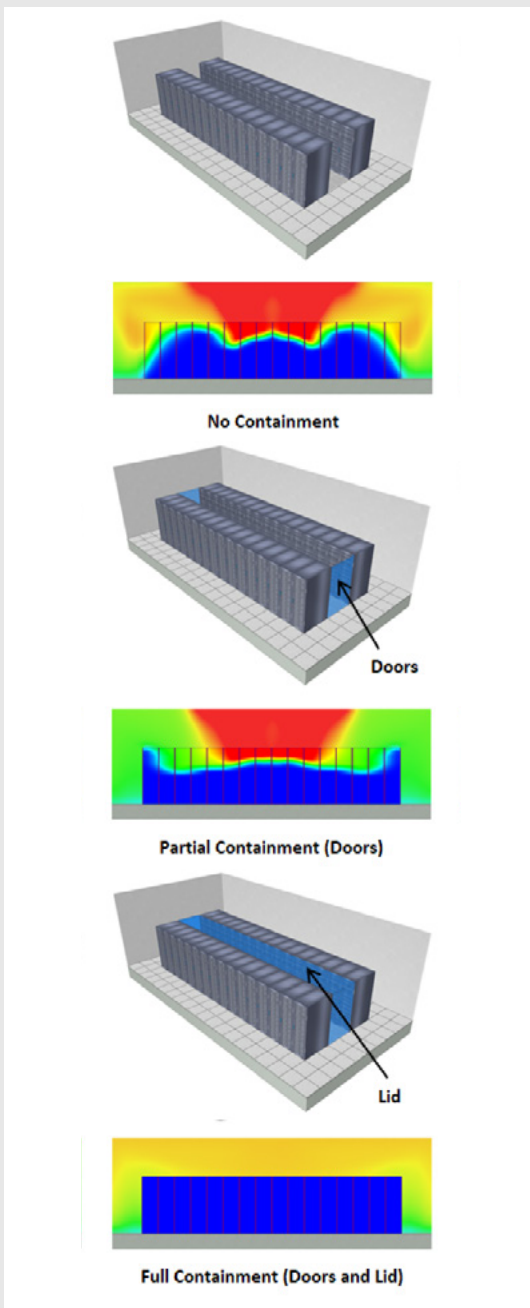 No Containment
Doors
Partial Containment (Doors)
Lid
Full Containment (Doors and Lid)